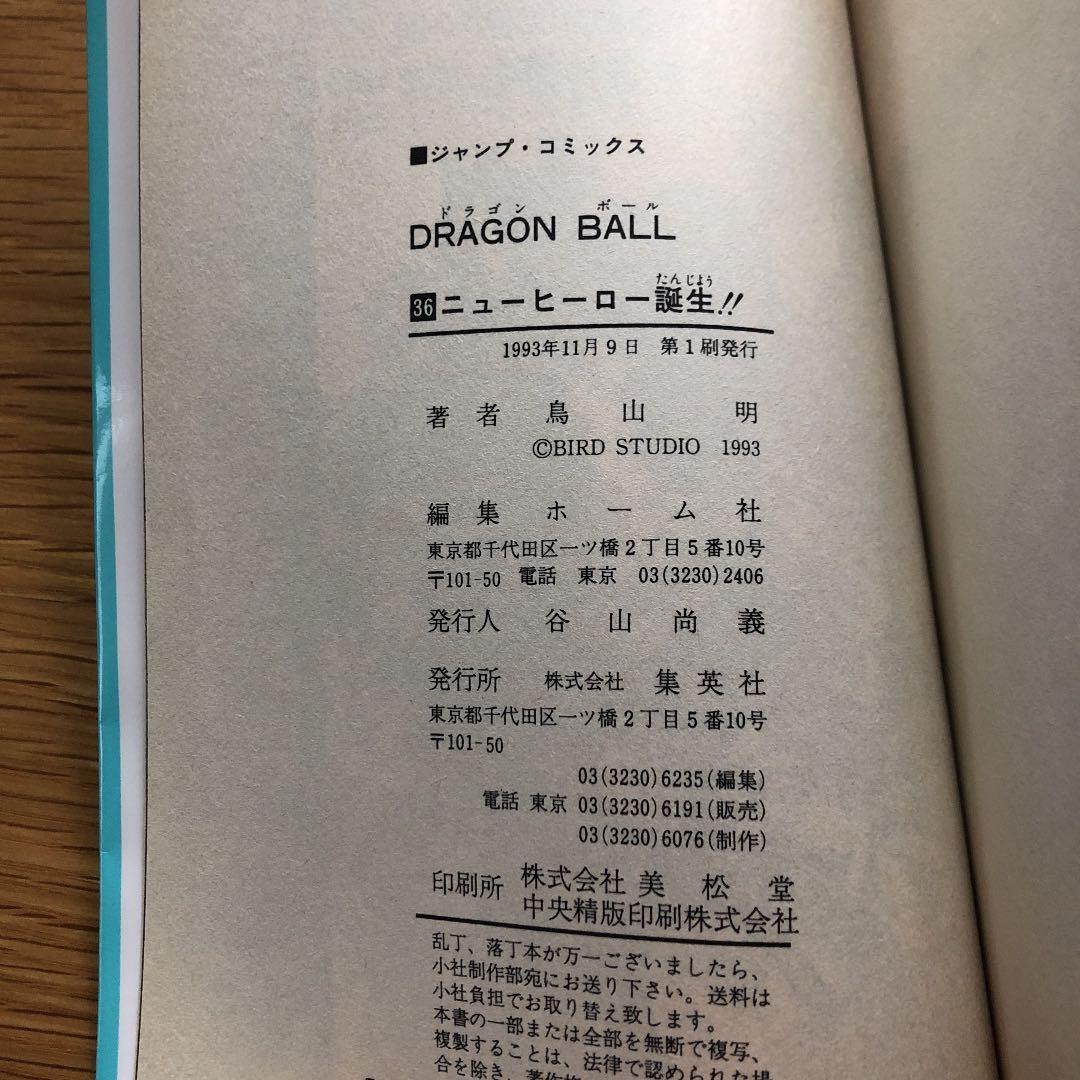 ■ジャンプ・コミックス
ドラゴン ボール
DRAGON BALL
たんじょう
36 ニューヒーロー誕生!!
1993年11月9日 第1刷発行
著者 鳥山 明
©BIRD STUDIO 1993
編集 ホーム社
東京都千代田区一ツ橋2丁目5番10号
〒101-50 電話 東京 03(3230)2406
発行人 谷山尚義
発行所 株式会社 集英社
東京都千代田区一ツ橋2丁目5番10号
〒101-50
03(3230)6235(編集)
電話 東京 03(3230)6191(販売)
03(3230)6076(制作)
印刷所 株式会社 美松堂
中央精版印刷株式会社
乱丁、落丁本が万一ございましたら、
小社制作部宛にお送り下さい。送料は
小社負担でお取り替え致します。
本書の一部または全部を無断で複写、
複製することは、法律で認められた場
合を除き、著作権